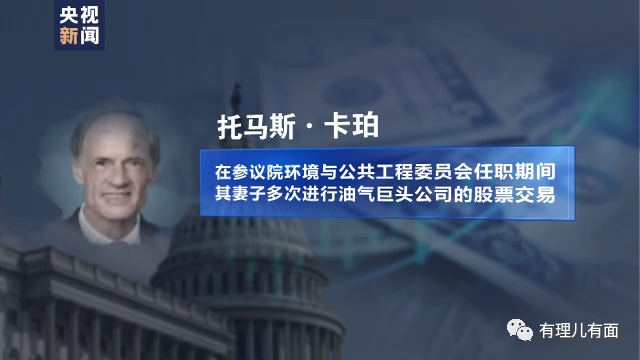 央视
新闻
托马斯·卡珀
在参议院环境与公共工程委员会任职期间
其妻子多次进行油气巨头公司的股票交易
有理儿有面